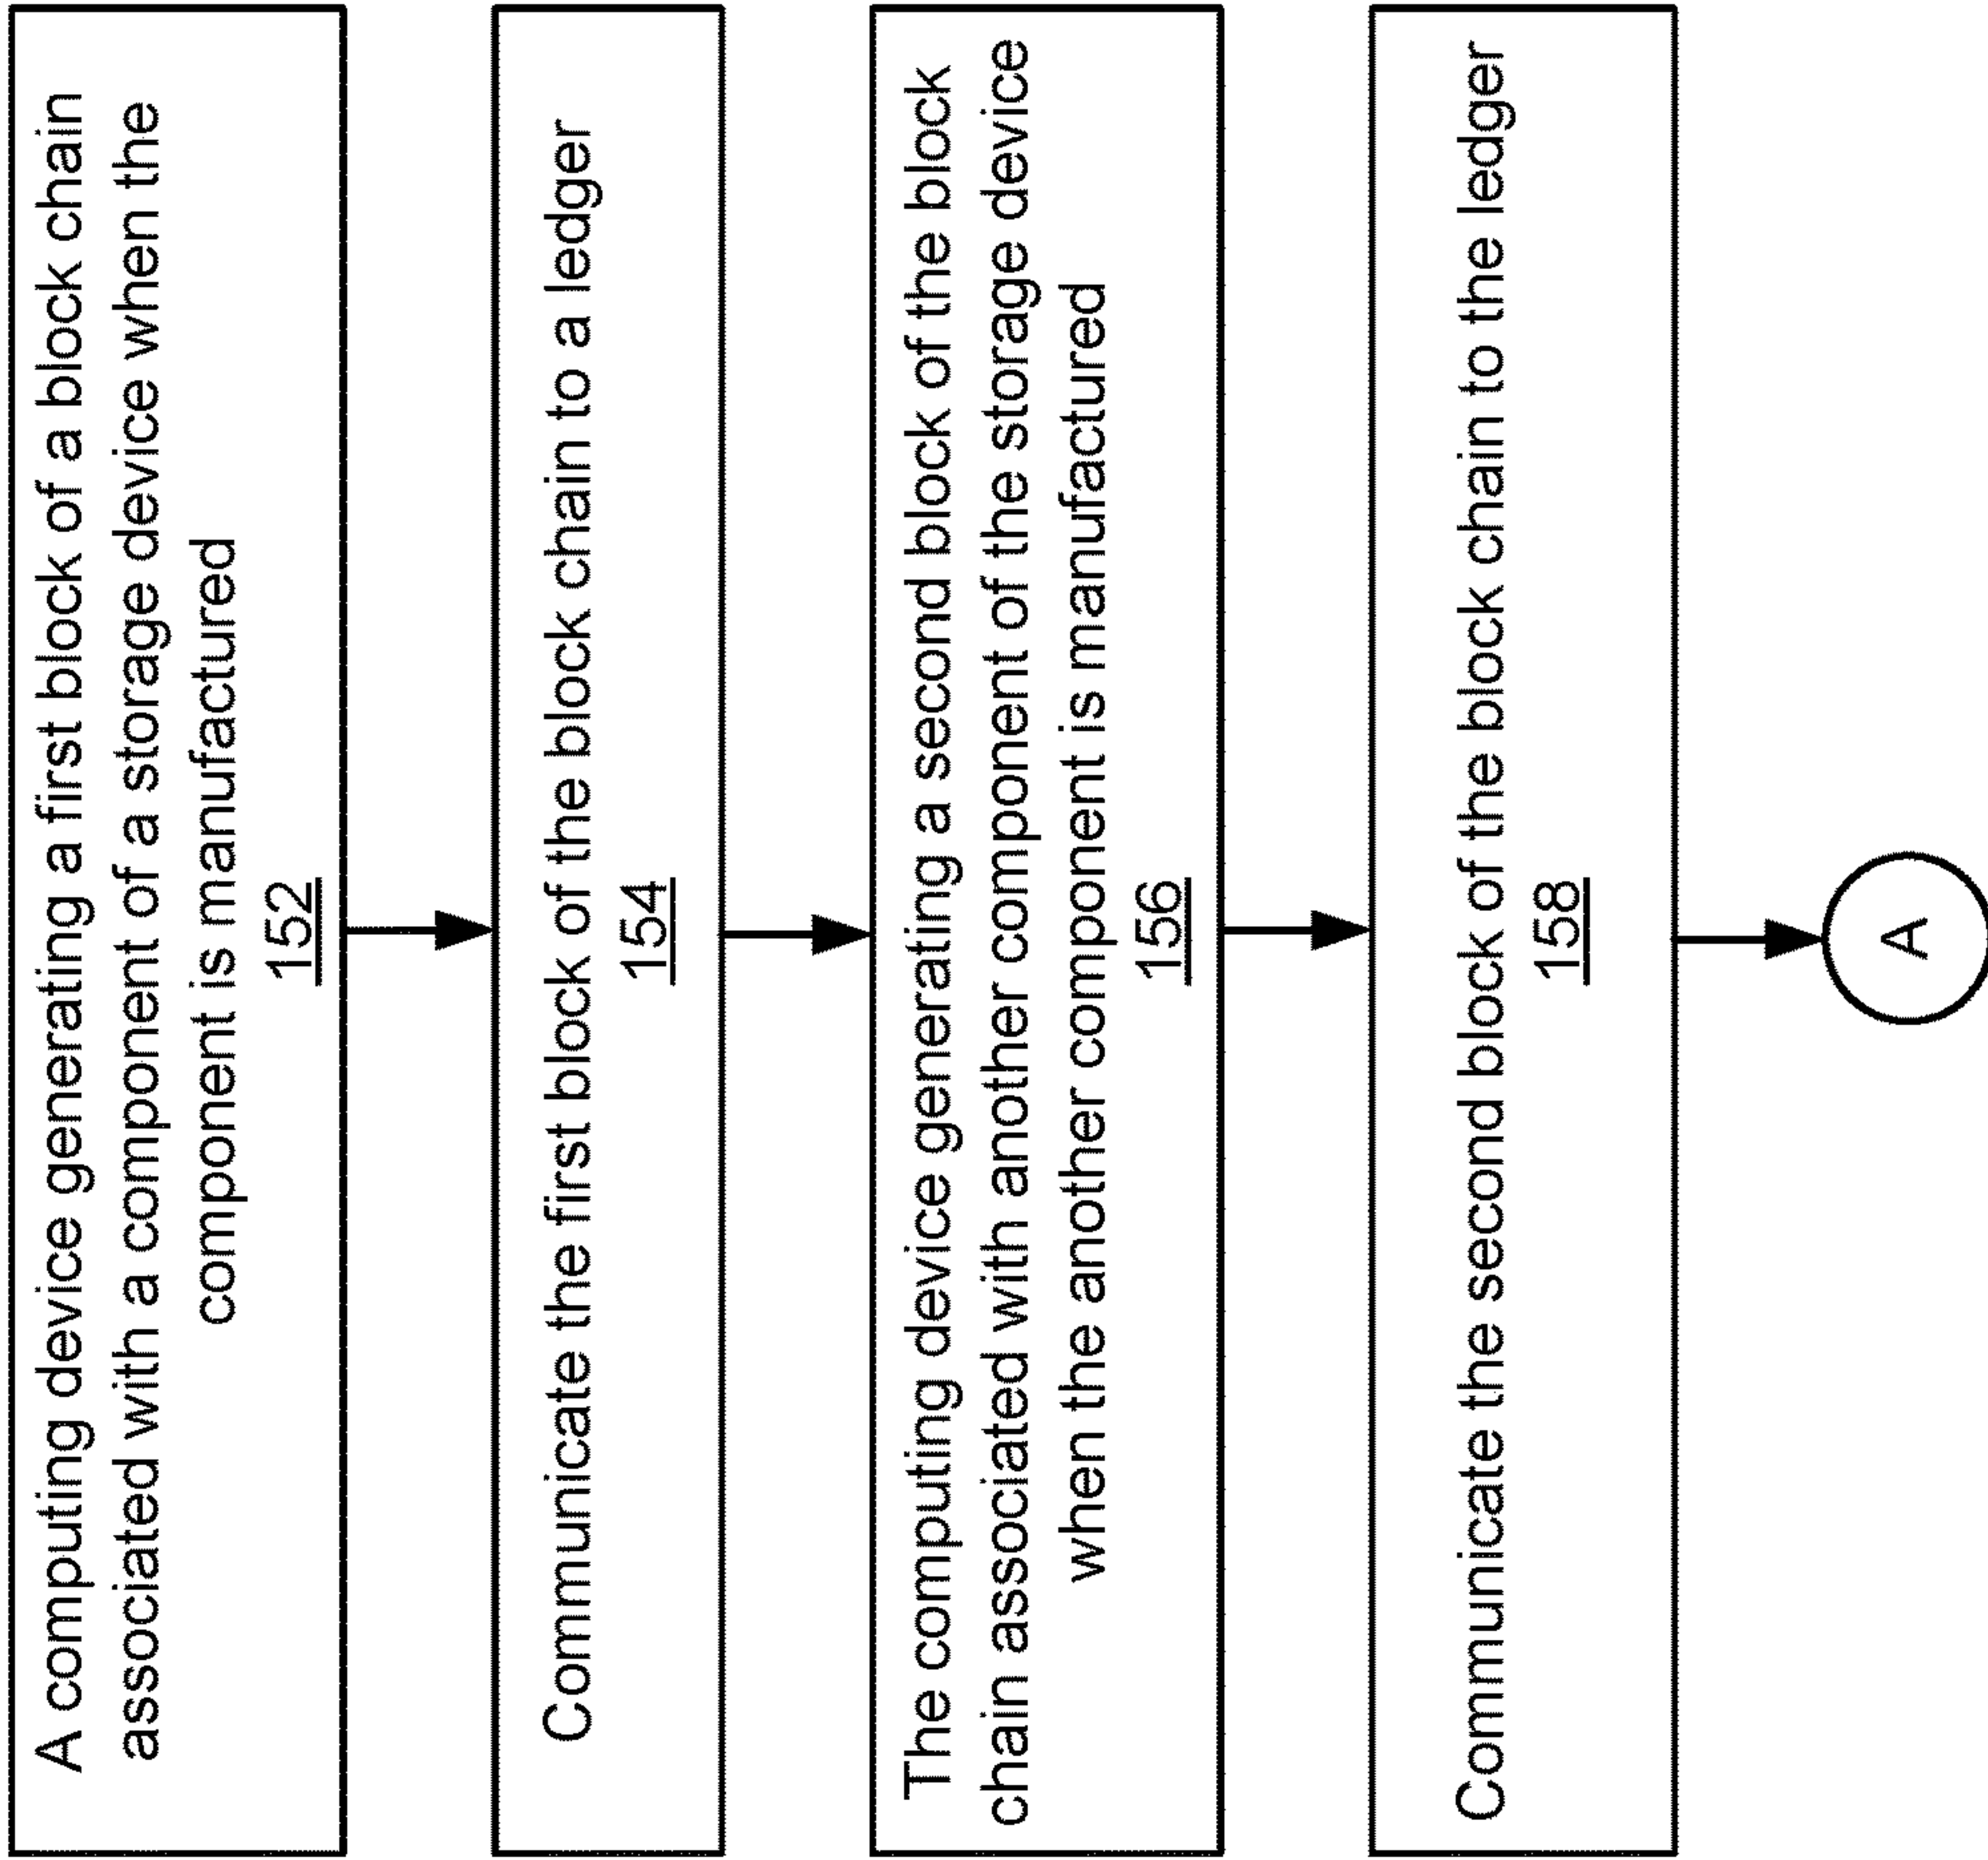 A computing device generating a first block of a block chain
associated with a component of a storage device when the
component is manufactured
152
Communicate the first block of the block chain to a ledger
154
The computing device generating a second block of the block
chain associated with another component of the storage device
when the another component is manufactured
156
Communicate the second block of the block chain to the ledger
158
A